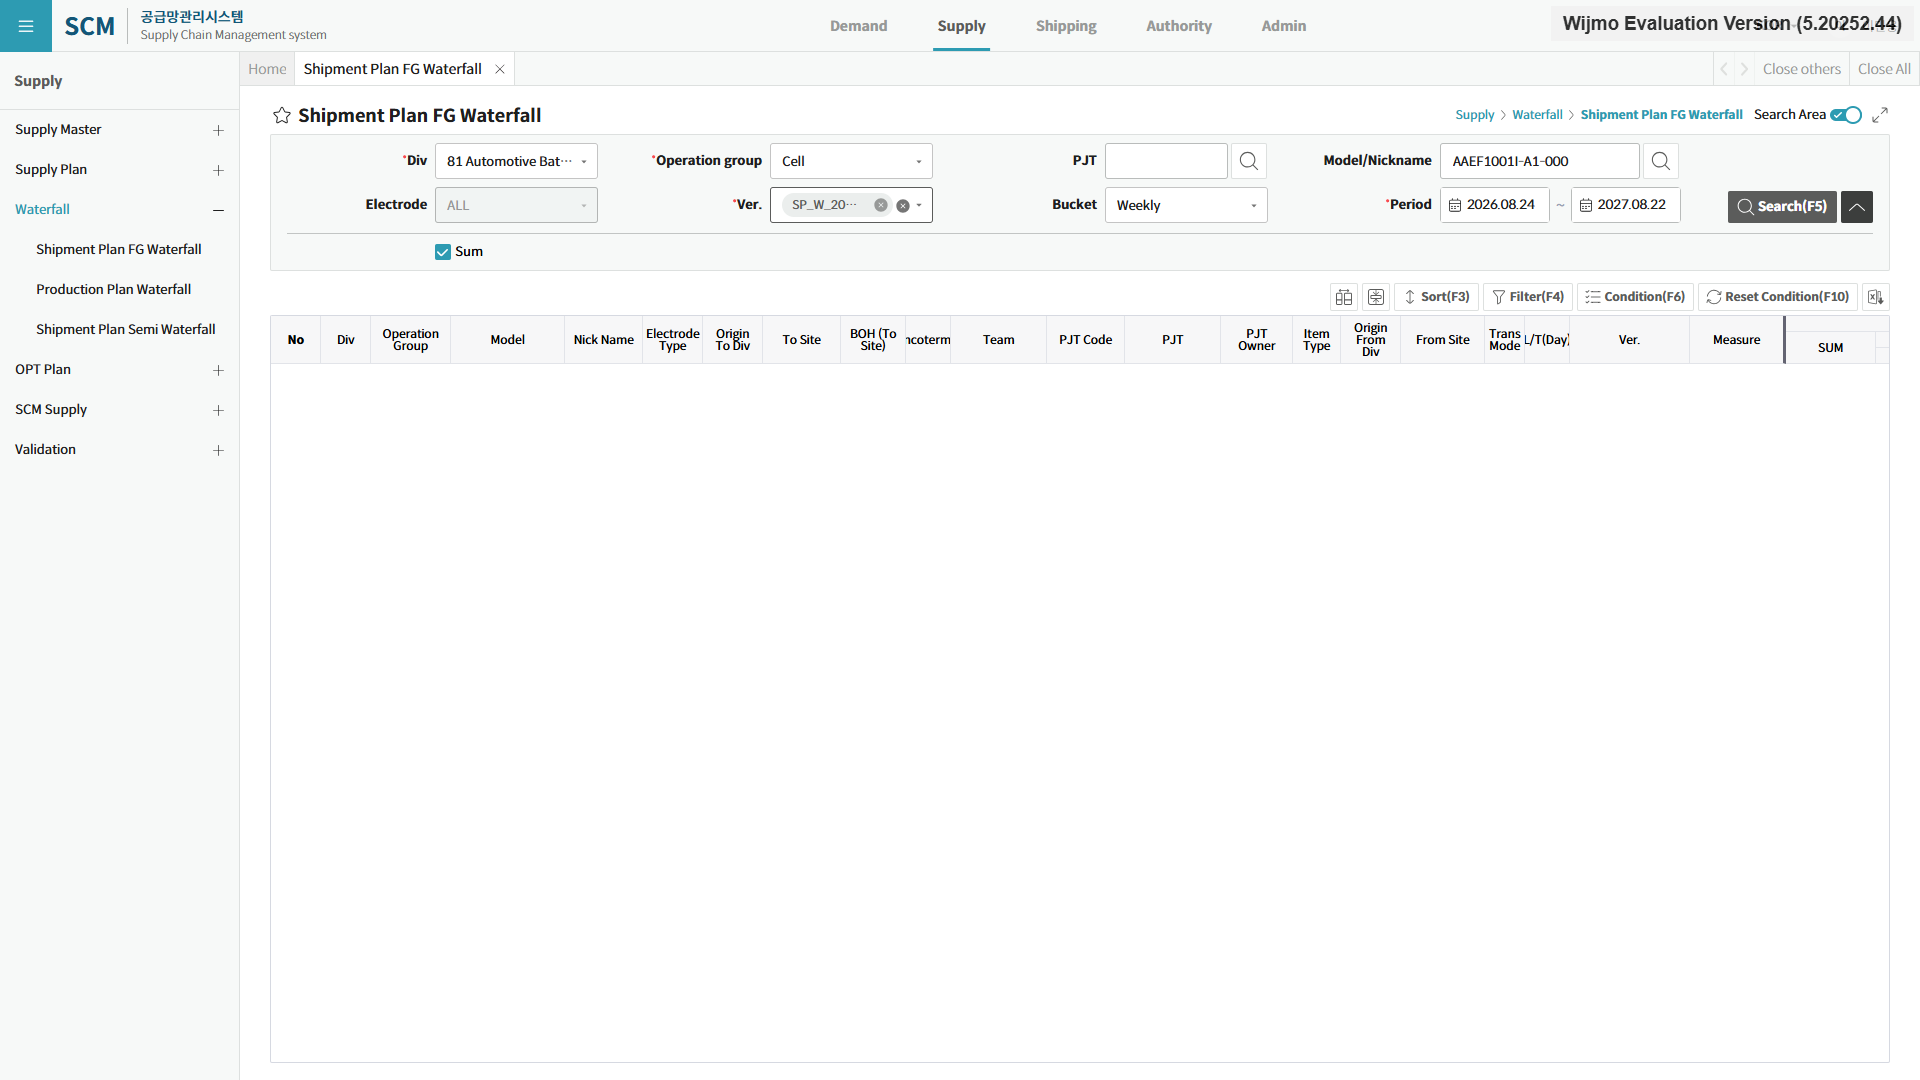 SCM 공급망관리시스템
Supply Chain Management system
Demand Supply Shipping Authority Admin
Wijmo Evaluation Version (5.20252.44)
Supply
Home Shipment Plan FG Waterfall
Close others Close All
Supply Master
Supply Plan
Waterfall
Shipment Plan FG Waterfall
Production Plan Waterfall
Shipment Plan Semi Waterfall
OPT Plan
SCM Supply
Validation
Shipment Plan FG Waterfall
Supply > Waterfall > Shipment Plan FG Waterfall Search Area
*Div 81 Automotive Bat··· *Operation group Cell PJT Model/Nickname AAEF1001I-A1-000
Electrode ALL *Ver. SP_W_20··· Bucket Weekly *Period 2026.08.24 ~ 2027.08.22 Search(F5)
Sum
Sort(F3) Filter(F4) Condition(F6) Reset Condition(F10)
No Div Operation Group Model Nick Name Electrode Type Origin To Div To Site BOH (To Site) ncoterm Team PJT Code PJT PJT Owner Item Type Origin From Div From Site Trans Mode L/T(Day) Ver. Measure SUM